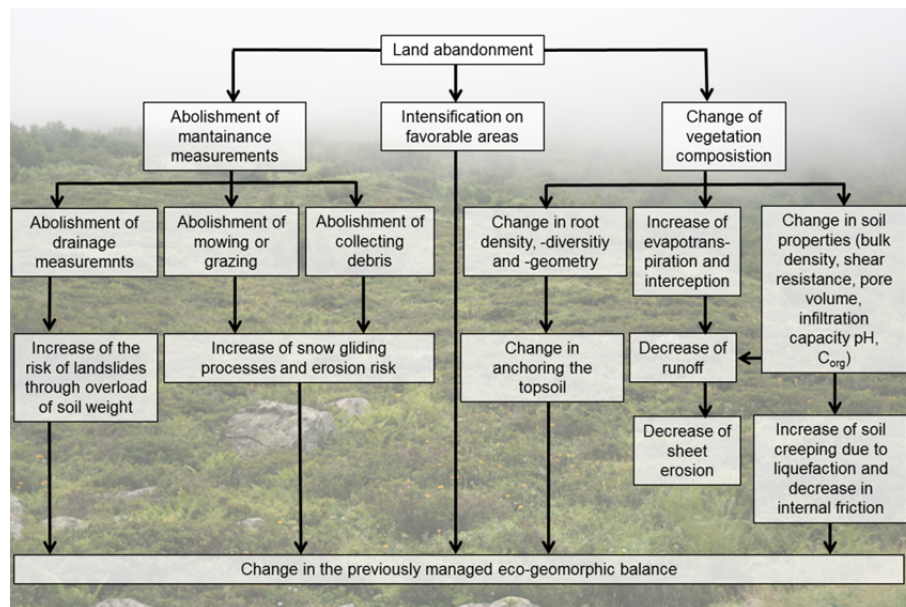 Land abandonment
Abolishment of
mantainance
measurements
Intensification on
favorable areas
Change of
vegetation
composistion
Abolishment of
drainage
measuremnts
Abolishment of
mowing or
grazing
Abolishment of
collecting
debris
Change in root
density, -diversitiy
and -geometry
Increase of
evapotrans-
piration and
interception
Change in soil
properties (bulk
density, shear
resistance, pore
volume,
infiltration
capacity pH,
Corg)
Increase of the
risk of landslides
through overload
of soil weight
Increase of snow gliding
processes and erosion risk
Change in
anchoring the
topsoil
Decrease of
runoff
Decrease of
sheet
erosion
Increase of soil
creeping due to
liquefaction and
decrease in
internal friction
Change in the previously managed eco-geomorphic balance